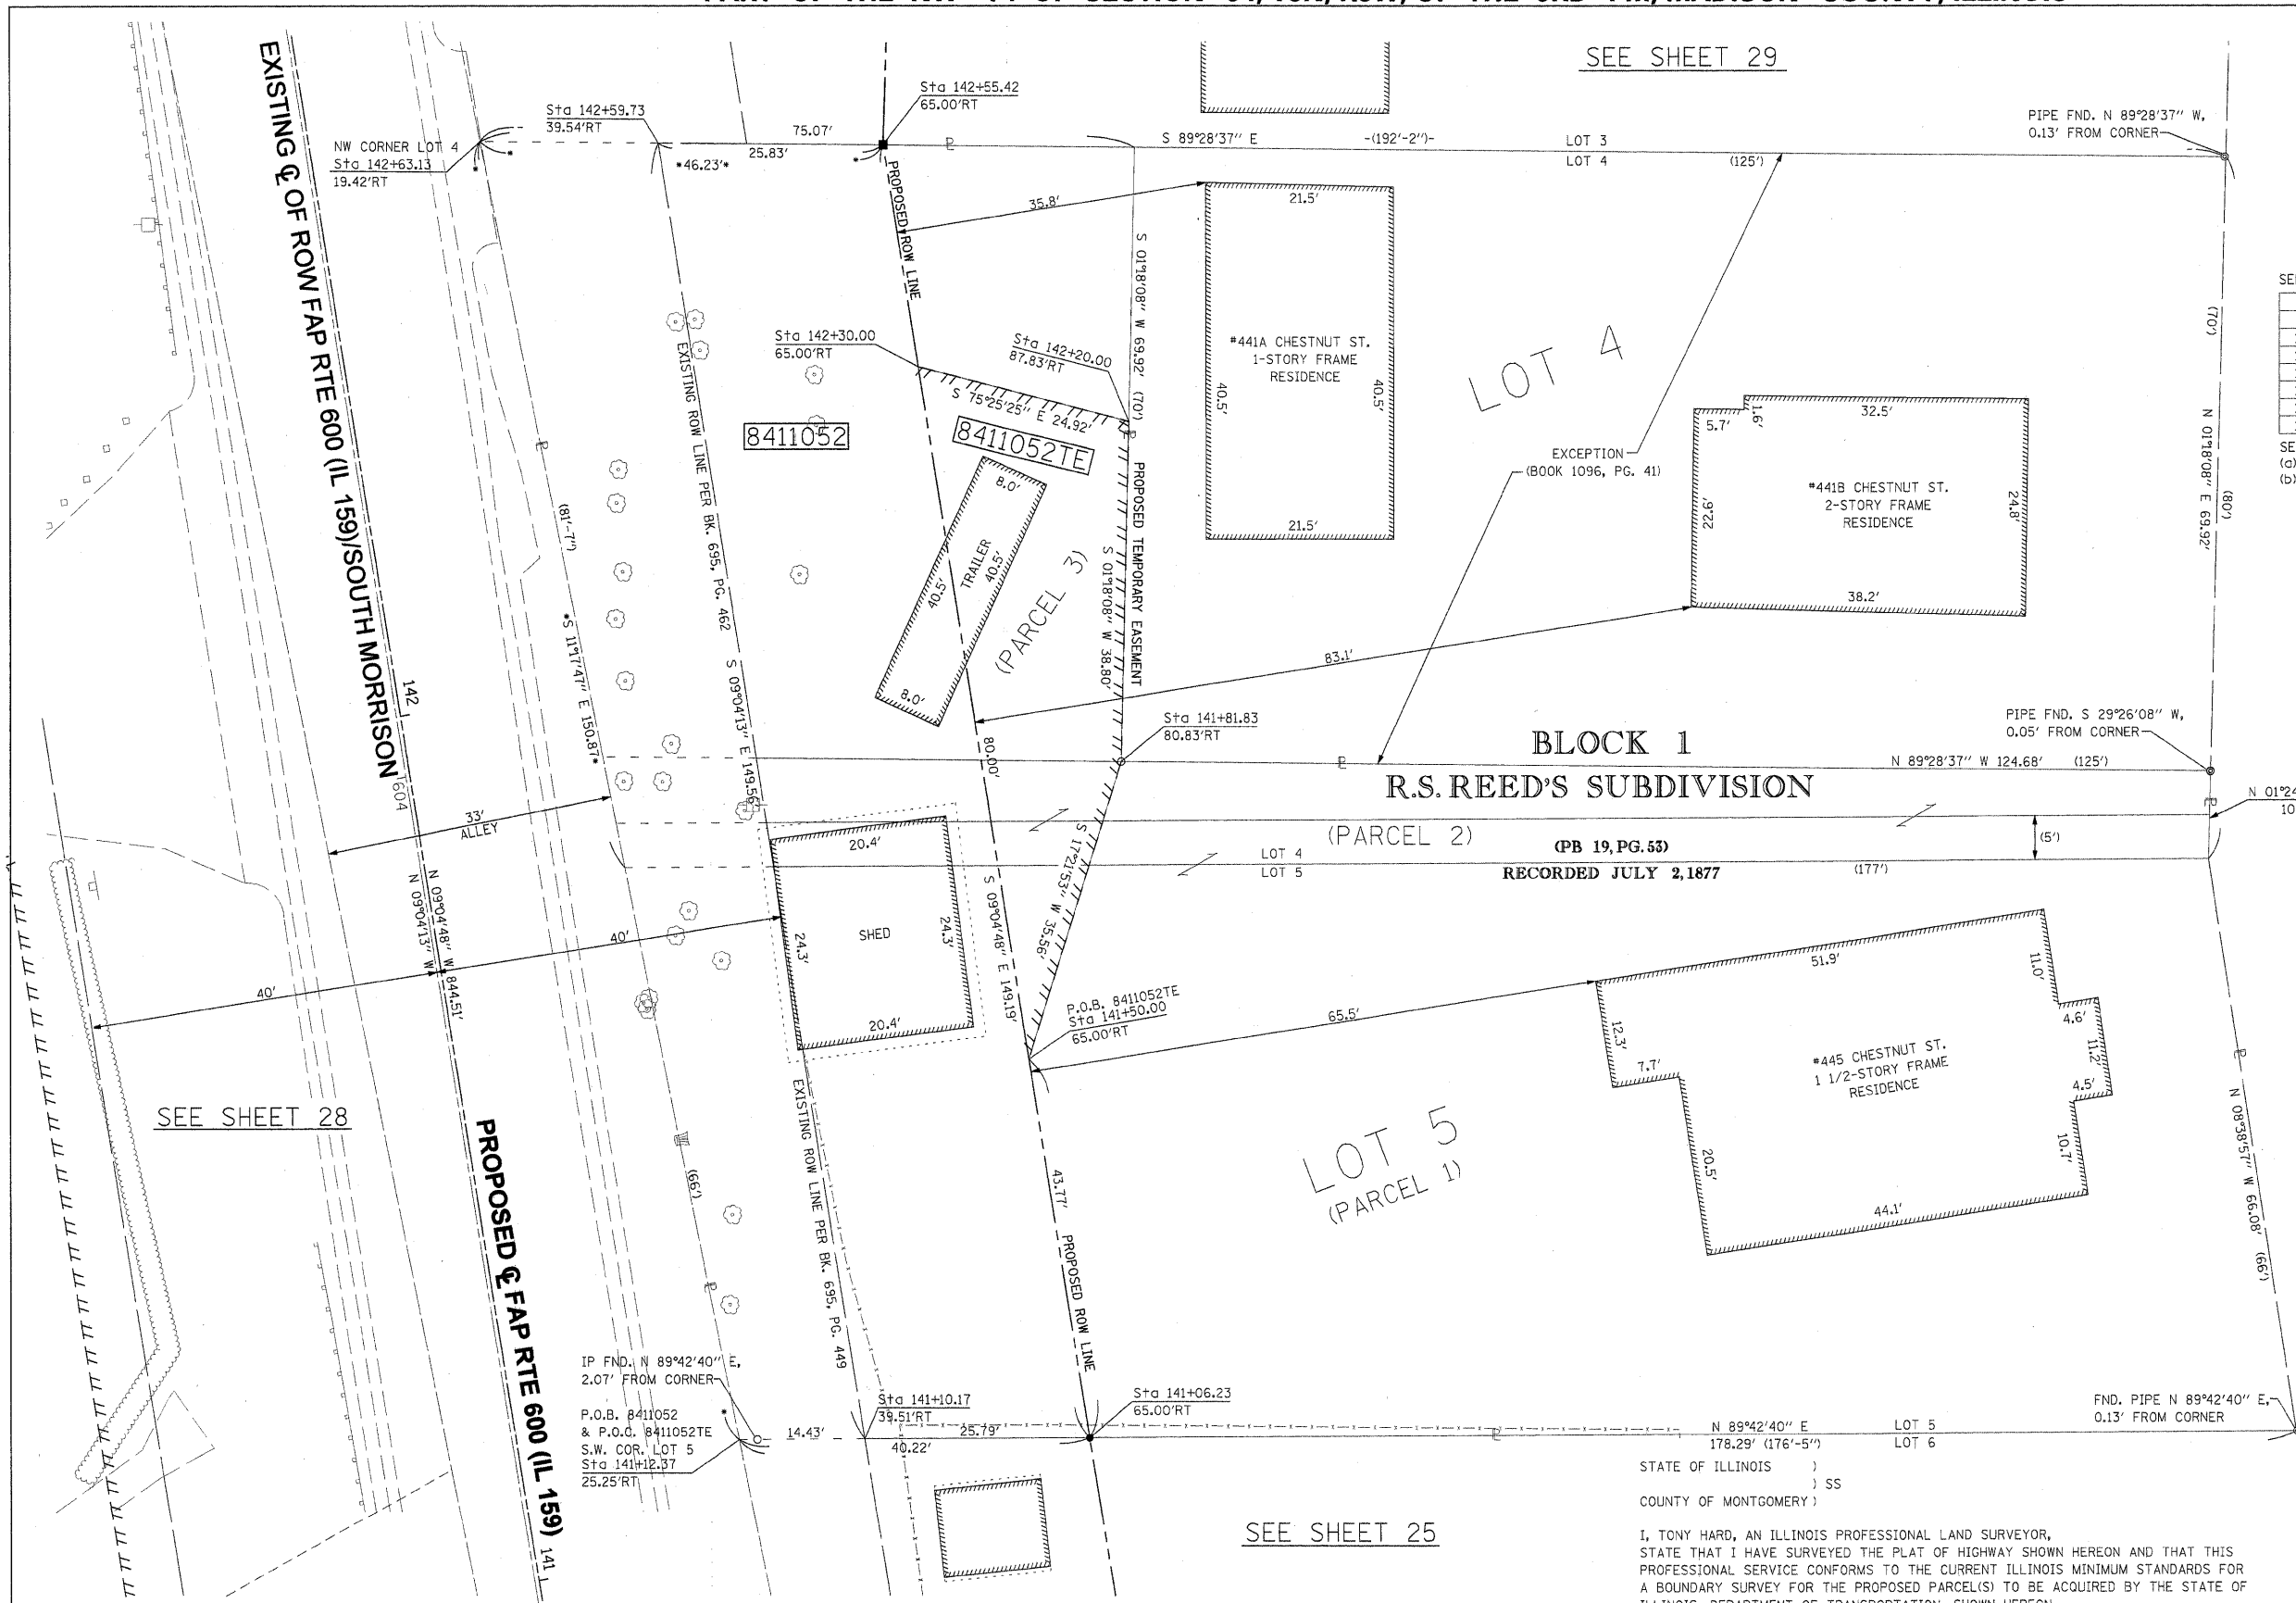 SEE SHEET 29
EXISTING ℄ OF ROW FAP RTE 600 (IL 159)/SOUTH MORRISON
NW CORNER LOT 4
Sta 142+63.13
19.42'RT
Sta 142+59.73
39.54'RT
Sta 142+55.42
65.00'RT
75.07'
25.83'
*46.23'*
S 89°28'37" E
-(192'-2")-
LOT 3
LOT 4
(125')
PIPE FND. N 89°28'37" W,
0.13' FROM CORNER
PROPOSED ROW LINE
35.8'
21.5'
S 01°18'08" W 69.92' (70')
#441A CHESTNUT ST.
1-STORY FRAME
RESIDENCE
40.5'
40.5'
21.5'
Sta 142+30.00
65.00'RT
Sta 142+20.00
87.83'RT
S 75°25'25" E 24.92'
8411052
8411052TE
EXISTING ROW LINE PER BK. 695, PG. 462
S 09°04'13" E 149.56'
LOT 4
EXCEPTION
(BOOK 1096, PG. 41)
5.7'
1.6'
32.5'
22.9'
#441B CHESTNUT ST.
2-STORY FRAME
RESIDENCE
24.8'
38.2'
(70')
(80')
N 01°18'08" E 69.92'
SE
SE
(a)
(b)
(81'-7")
*S 11°17'47" E 150.87'*
8.0'
TRAILER
40.5'
40.5'
8.0'
(PARCEL 3)
PROPOSED TEMPORARY EASEMENT
S 01°18'08" W 38.80'
83.1'
142
T604
Sta 141+81.83
80.83'RT
80.00'
PIPE FND. S 29°26'08" W,
0.05' FROM CORNER
BLOCK 1
R.S. REED'S SUBDIVISION
N 89°28'37" W 124.68' (125')
N 01°24
10
33'
ALLEY
(PARCEL 2)
(5')
LOT 4
LOT 5
(PB 19, PG. 53)
RECORDED JULY 2, 1877
(177')
N 09°04'48" W 844.51'
N 09°04'13" W
40'
40'
20.4'
24.3'
SHED
24.3'
20.4'
S 09°04'48" E 149.19'
S 17°21'53" W 35.56'
P.O.B. 8411052TE
Sta 141+50.00
65.00'RT
65.5'
51.9'
11.0'
4.6'
11.2'
4.5'
10.7'
44.1'
20.5'
7.7'
12.3'
#445 CHESTNUT ST.
1 1/2-STORY FRAME
RESIDENCE
N 08°38'57" W 66.08' (66')
SEE SHEET 28
PROPOSED ℄ FAP RTE 600 (IL 159)
141
(66')
EXISTING ROW LINE PER BK. 695, PG. 449
43.77'
PROPOSED ROW LINE
LOT 5
(PARCEL 1)
IP FND. N 89°42'40" E,
2.07' FROM CORNER
P.O.B. 8411052
& P.O.C. 8411052TE
S.W. COR. LOT 5
Sta 141+12.37
25.25'RT
14.43'
Sta 141+10.17
39.51'RT
25.79'
40.22'
Sta 141+06.23
65.00'RT
N 89°42'40" E
178.29' (176'-5")
LOT 5
LOT 6
FND. PIPE N 89°42'40" E,
0.13' FROM CORNER
SEE SHEET 25
STATE OF ILLINOIS )
) SS
COUNTY OF MONTGOMERY )
I, TONY HARD, AN ILLINOIS PROFESSIONAL LAND SURVEYOR,
STATE THAT I HAVE SURVEYED THE PLAT OF HIGHWAY SHOWN HEREON AND THAT THIS
PROFESSIONAL SERVICE CONFORMS TO THE CURRENT ILLINOIS MINIMUM STANDARDS FOR
A BOUNDARY SURVEY FOR THE PROPOSED PARCEL(S) TO BE ACQUIRED BY THE STATE OF